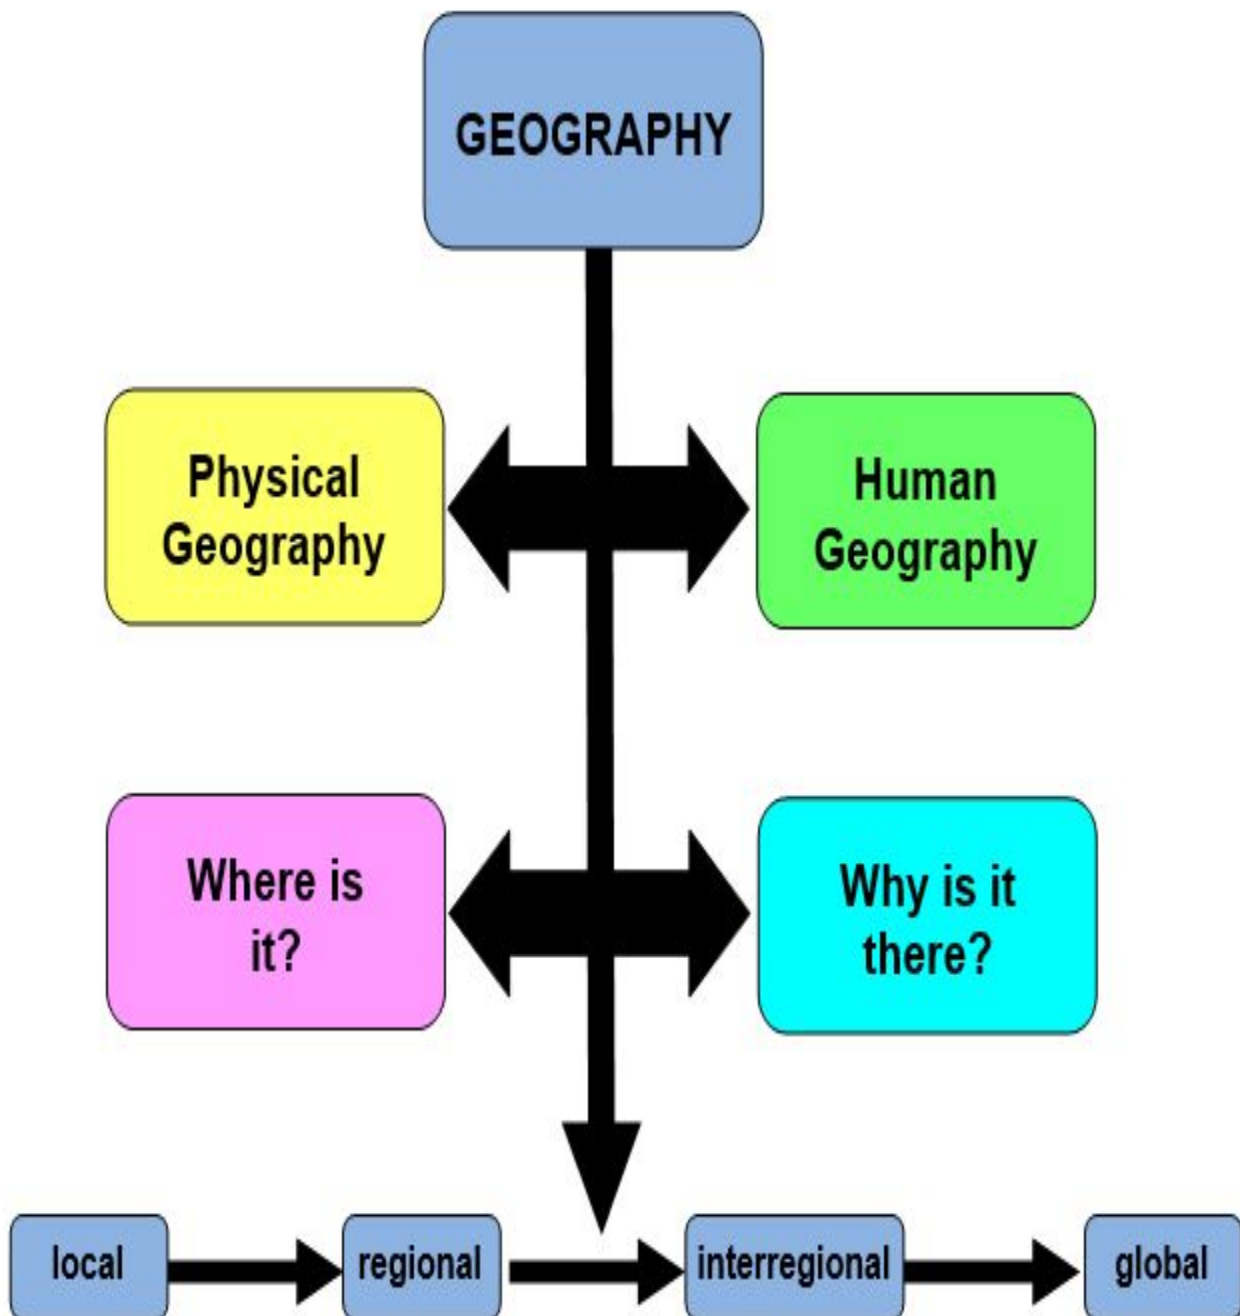 GEOGRAPHY
Physical
Geography
Human
Geography
Where is
it?
Why is it
there?
local
regional
interregional
global